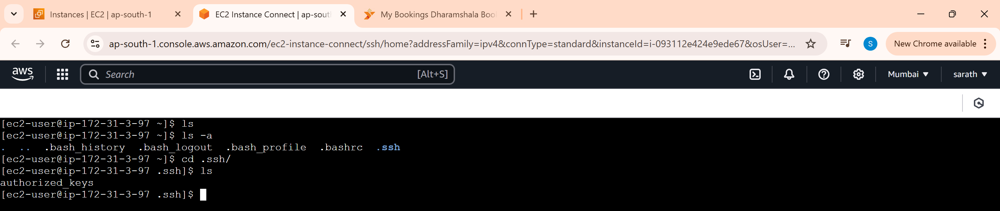 Instances | EC2 | ap-south-1
EC2 Instance Connect | ap-sout
My Bookings Dharamshala Boo
ap-south-1.console.aws.amazon.com/ec2-instance-connect/ssh/home?addressFamily=ipv4&connType=standard&instanceId=i-093112e424e9ede67&osUser=...
S
New Chrome available
aws
Search
[Alt+S]
Mumbai
sarath
[ec2-user@ip-172-31-3-97 ~]$ ls
[ec2-user@ip-172-31-3-97 ~]$ ls -a
.  ..  .bash_history  .bash_logout  .bash_profile  .bashrc  .ssh
[ec2-user@ip-172-31-3-97 ~]$ cd .ssh/
[ec2-user@ip-172-31-3-97 .ssh]$ ls
authorized_keys
[ec2-user@ip-172-31-3-97 .ssh]$